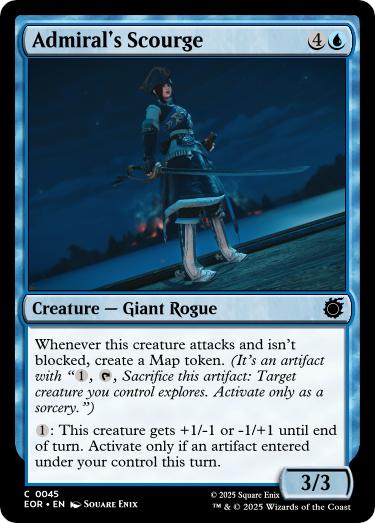 Admiral's Scourge 4
Creature — Giant Rogue
Whenever this creature attacks and isn't
blocked, create a Map token. (It's an artifact
with “1, , Sacrifice this artifact: Target
creature you control explores. Activate only as a
sorcery.”)
1: This creature gets +1/-1 or -1/+1 until end
of turn. Activate only if an artifact entered
under your control this turn.
3/3
C 0045
EOR • EN Square Enix
© 2025 Square Enix
™ & © 2025 Wizards of the Coast